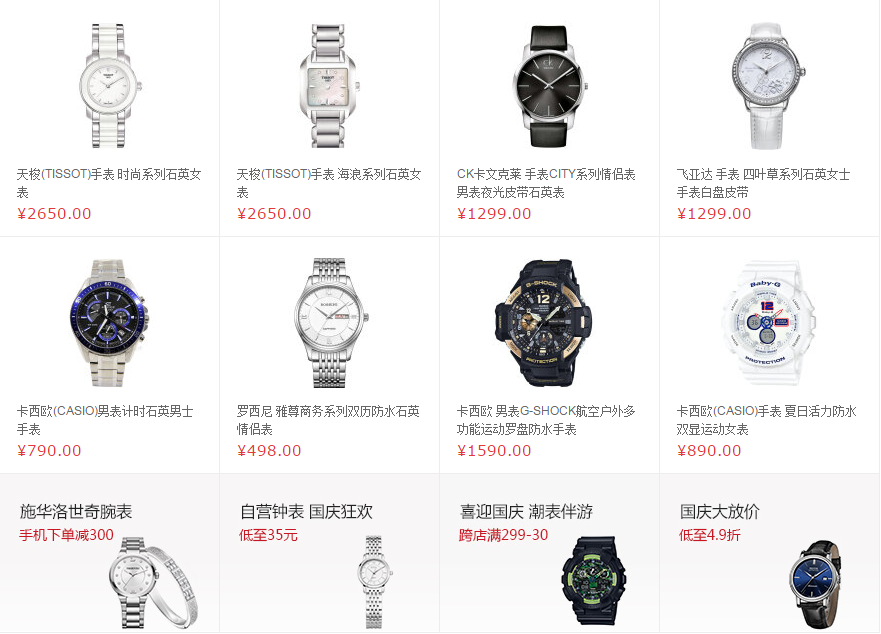 天梭(TISSOT)手表 时尚系列石英女
表
¥2650.00
天梭(TISSOT)手表 海浪系列石英女
表
¥2650.00
CK卡文克莱 手表CITY系列情侣表
男表夜光皮带石英表
¥1299.00
飞亚达 手表 四叶草系列石英女士
手表白盘皮带
¥1299.00
卡西欧(CASIO)男表计时石英男士
手表
¥790.00
ROSSINI
罗西尼 雅尊商务系列双历防水石英
情侣表
¥498.00
G-SHOCK
12
PROTECTION
卡西欧 男表G-SHOCK航空户外多
功能运动罗盘防水手表
¥1590.00
Baby-G
12
PROTECTION
卡西欧(CASIO)手表 夏日活力防水
双显运动女表
¥890.00
施华洛世奇腕表
手机下单减300
自营钟表 国庆狂欢
低至35元
喜迎国庆 潮表伴游
跨店满299-30
国庆大放价
低至4.9折